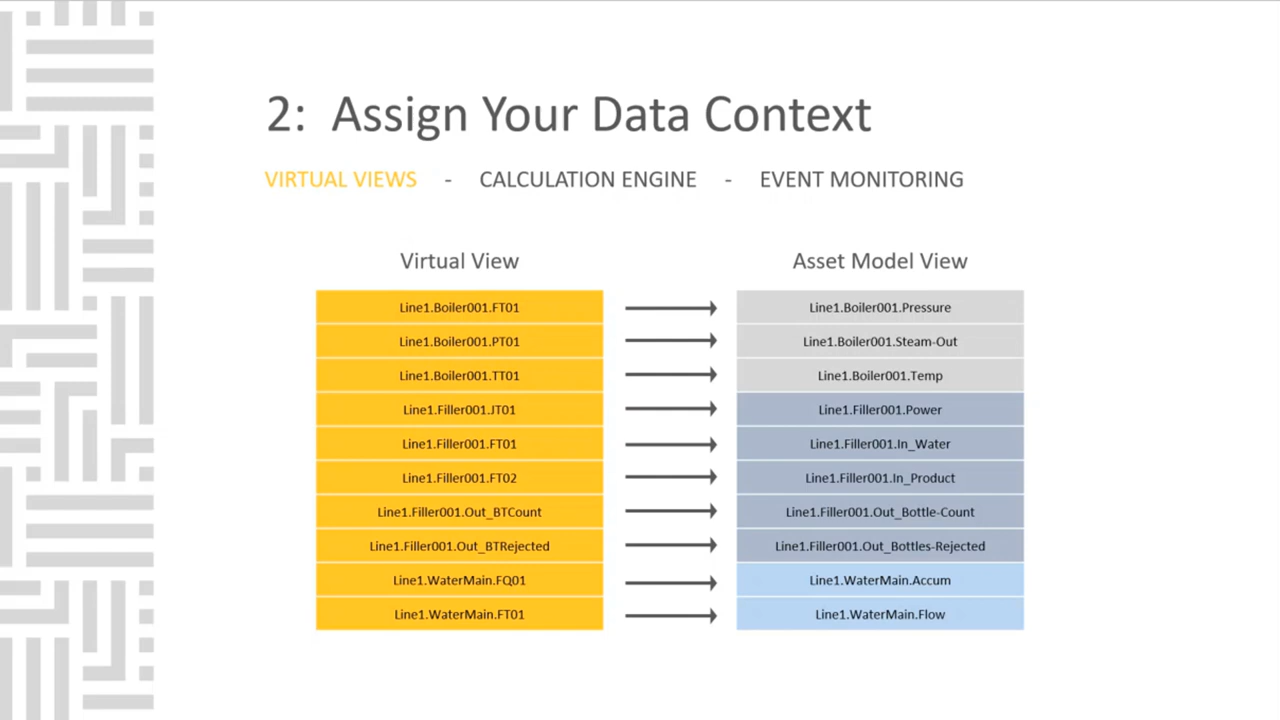 2: Assign Your Data Context
VIRTUAL VIEWS - CALCULATION ENGINE - EVENT MONITORING
Virtual View Asset Model View
Line1.Boiler001.FT01 Line1.Boiler001.Pressure
Line1.Boiler001.PT01 Line1.Boiler001.Steam-Out
Line1.Boiler001.TT01 Line1.Boiler001.Temp
Line1.Filler001.JT01 Line1.Filler001.Power
Line1.Filler001.FT01 Line1.Filler001.In_Water
Line1.Filler001.FT02 Line1.Filler001.In_Product
Line1.Filler001.Out_BTCount Line1.Filler001.Out_Bottle-Count
Line1.Filler001.Out_BTRejected Line1.Filler001.Out_Bottles-Rejected
Line1.WaterMain.FQ01 Line1.WaterMain.Accum
Line1.WaterMain.FT01 Line1.WaterMain.Flow